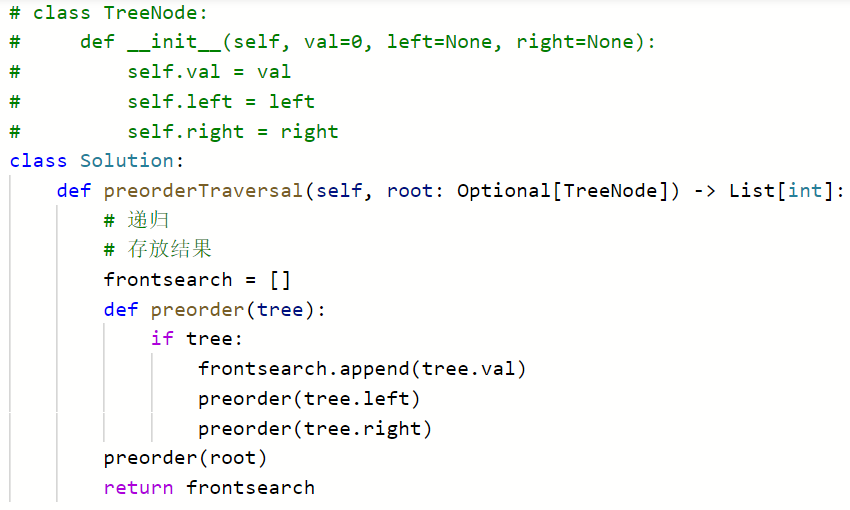 # class TreeNode:
#     def __init__(self, val=0, left=None, right=None):
#         self.val = val
#         self.left = left
#         self.right = right
class Solution:
    def preorderTraversal(self, root: Optional[TreeNode]) -> List[int]:
        # 递归
        # 存放结果
        frontsearch = []
        def preorder(tree):
            if tree:
                frontsearch.append(tree.val)
                preorder(tree.left)
                preorder(tree.right)
        preorder(root)
        return frontsearch